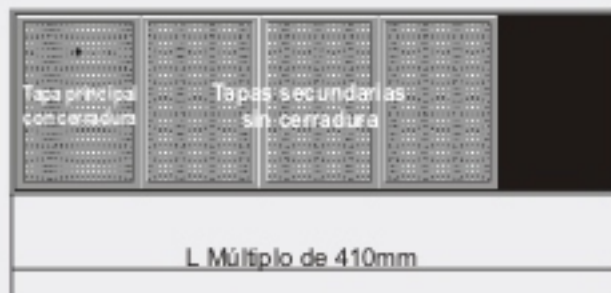 Tapa principal
con cerradura
Tapas secundarias
sin cerradura
L Múltiplo de 410mm